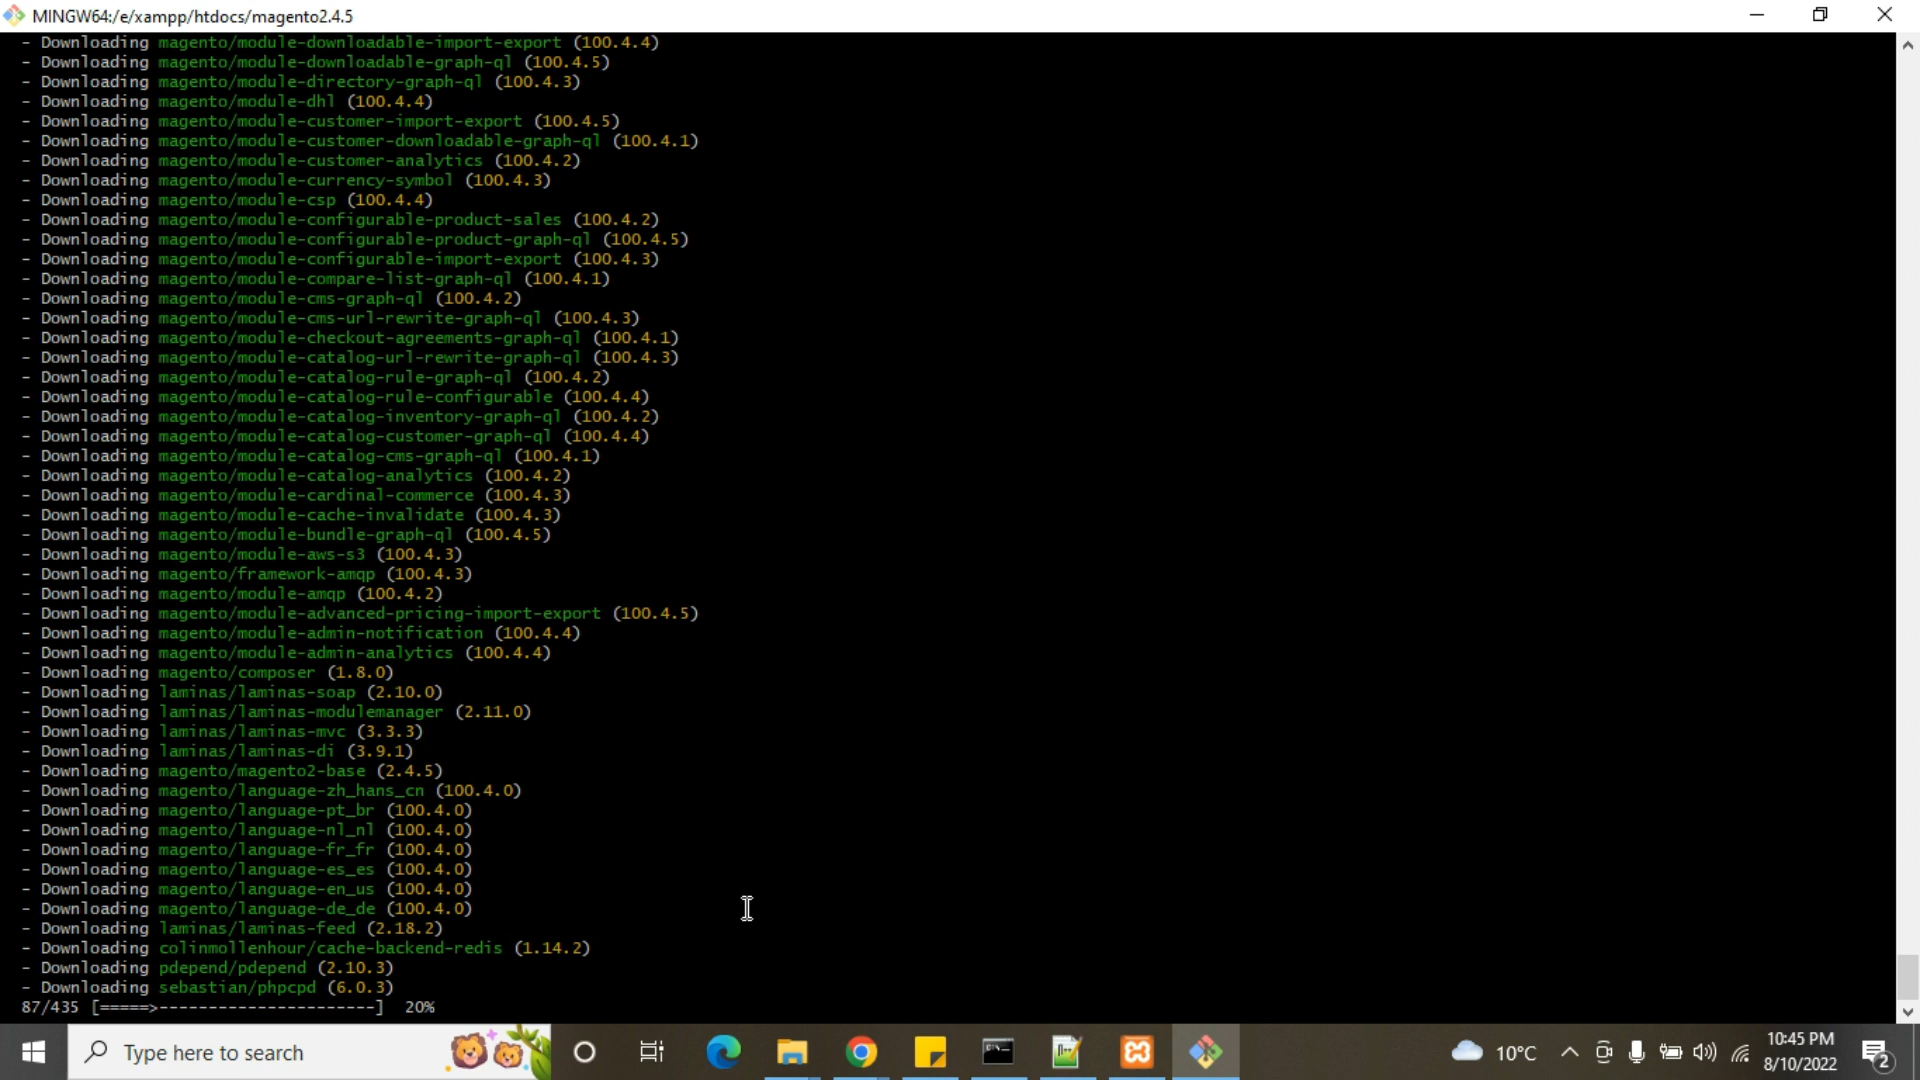 MINGW64:/e/xampp/htdocs/magento2.4.5
- Downloading magento/module-downloadable-import-export (100.4.4)
- Downloading magento/module-downloadable-graph-ql (100.4.5)
- Downloading magento/module-directory-graph-ql (100.4.3)
- Downloading magento/module-dhl (100.4.4)
- Downloading magento/module-customer-import-export (100.4.5)
- Downloading magento/module-customer-downloadable-graph-ql (100.4.1)
- Downloading magento/module-customer-analytics (100.4.2)
- Downloading magento/module-currency-symbol (100.4.3)
- Downloading magento/module-csp (100.4.4)
- Downloading magento/module-configurable-product-sales (100.4.2)
- Downloading magento/module-configurable-product-graph-ql (100.4.5)
- Downloading magento/module-configurable-import-export (100.4.3)
- Downloading magento/module-compare-list-graph-ql (100.4.1)
- Downloading magento/module-cms-graph-ql (100.4.2)
- Downloading magento/module-cms-url-rewrite-graph-ql (100.4.3)
- Downloading magento/module-checkout-agreements-graph-ql (100.4.1)
- Downloading magento/module-catalog-url-rewrite-graph-ql (100.4.3)
- Downloading magento/module-catalog-rule-graph-ql (100.4.2)
- Downloading magento/module-catalog-rule-configurable (100.4.4)
- Downloading magento/module-catalog-inventory-graph-ql (100.4.2)
- Downloading magento/module-catalog-customer-graph-ql (100.4.4)
- Downloading magento/module-catalog-cms-graph-ql (100.4.1)
- Downloading magento/module-catalog-analytics (100.4.2)
- Downloading magento/module-cardinal-commerce (100.4.3)
- Downloading magento/module-cache-invalidate (100.4.3)
- Downloading magento/module-bundle-graph-ql (100.4.5)
- Downloading magento/module-aws-s3 (100.4.3)
- Downloading magento/framework-amqp (100.4.3)
- Downloading magento/module-amqp (100.4.2)
- Downloading magento/module-advanced-pricing-import-export (100.4.5)
- Downloading magento/module-admin-notification (100.4.4)
- Downloading magento/module-admin-analytics (100.4.4)
- Downloading magento/composer (1.8.0)
- Downloading laminas/laminas-soap (2.10.0)
- Downloading laminas/laminas-modulemanager (2.11.0)
- Downloading laminas/laminas-mvc (3.3.3)
- Downloading laminas/laminas-di (3.9.1)
- Downloading magento/magento2-base (2.4.5)
- Downloading magento/language-zh_hans_cn (100.4.0)
- Downloading magento/language-pt_br (100.4.0)
- Downloading magento/language-nl_nl (100.4.0)
- Downloading magento/language-fr_fr (100.4.0)
- Downloading magento/language-es_es (100.4.0)
- Downloading magento/language-en_us (100.4.0)
- Downloading magento/language-de_de (100.4.0)
- Downloading laminas/laminas-feed (2.18.2)
- Downloading colinmollenhour/cache-backend-redis (1.14.2)
- Downloading pdepend/pdepend (2.10.3)
- Downloading sebastian/phpcpd (6.0.3)
87/435 [=====>----------------------]  20%
Type here to search
10°C
10:45 PM
8/10/2022
2